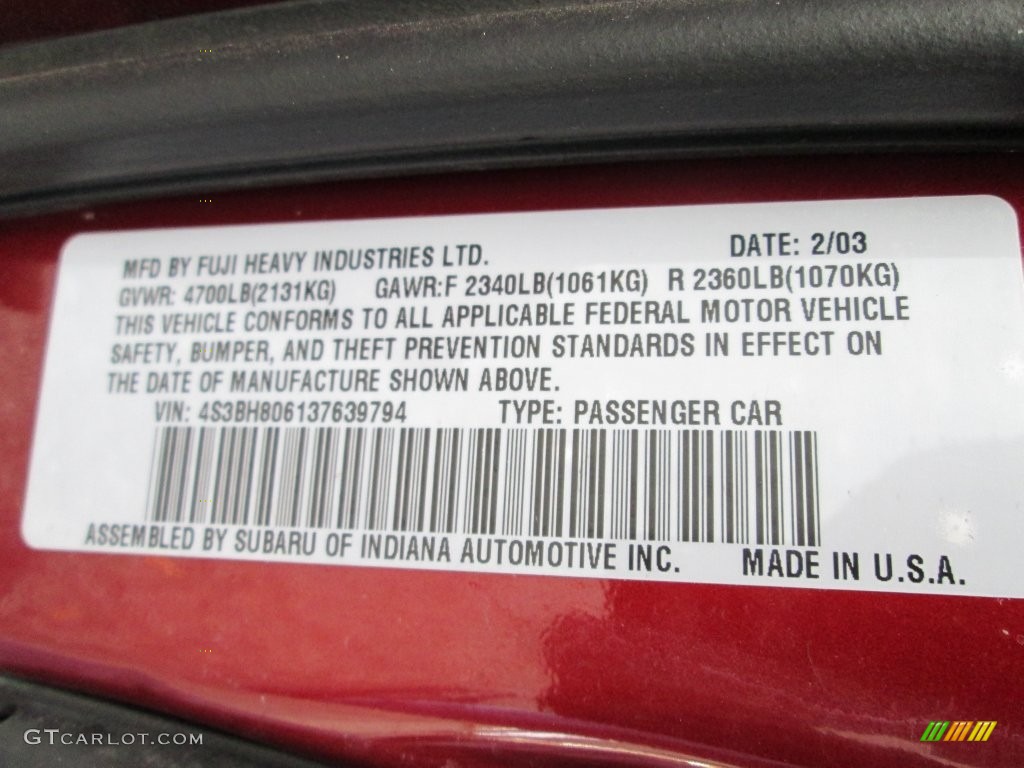 MFD BY FUJI HEAVY INDUSTRIES LTD. DATE: 2/03
GVWR: 4700LB(2131KG) GAWR:F 2340LB(1061KG) R 2360LB(1070KG)
THIS VEHICLE CONFORMS TO ALL APPLICABLE FEDERAL MOTOR VEHICLE
SAFETY, BUMPER, AND THEFT PREVENTION STANDARDS IN EFFECT ON
THE DATE OF MANUFACTURE SHOWN ABOVE.
VIN: 4S3BH806137639794 TYPE: PASSENGER CAR
ASSEMBLED BY SUBARU OF INDIANA AUTOMOTIVE INC. MADE IN U.S.A.
GTCARLOT.COM